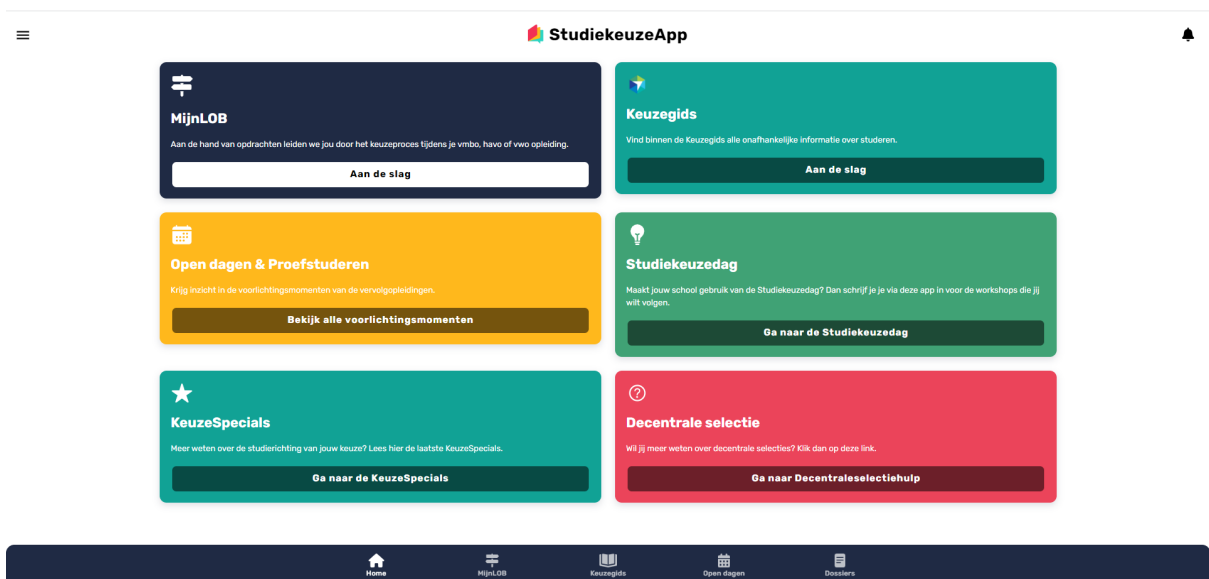 StudiekeuzeApp
MijnLOB
Aan de hand van opdrachten leiden we jou door het keuzeproces tijdens je vmbo, havo of vwo opleiding.
Aan de slag
Keuzegids
Vind binnen de Keuzegids alle onafhankelijke informatie over studeren.
Aan de slag
Open dagen & Proefstuderen
Krijg inzicht in de voorlichtingsmomenten van de vervolgopleidingen.
Bekijk alle voorlichtingsmomenten
Studiekeuzedag
Maakt jouw school gebruik van de Studiekeuzedag? Dan schrijf je je via deze app in voor de workshops die jij
wilt volgen.
Ga naar de Studiekeuzedag
KeuzeSpecials
Meer weten over de studierichting van jouw keuze? Lees hier de laatste KeuzeSpecials.
Ga naar de KeuzeSpecials
Decentrale selectie
Wil jij meer weten over decentrale selecties? Klik dan op deze link.
Ga naar Decentraleselectiehulp
Home
MijnLOB
Keuzegids
Open dagen
Dossiers